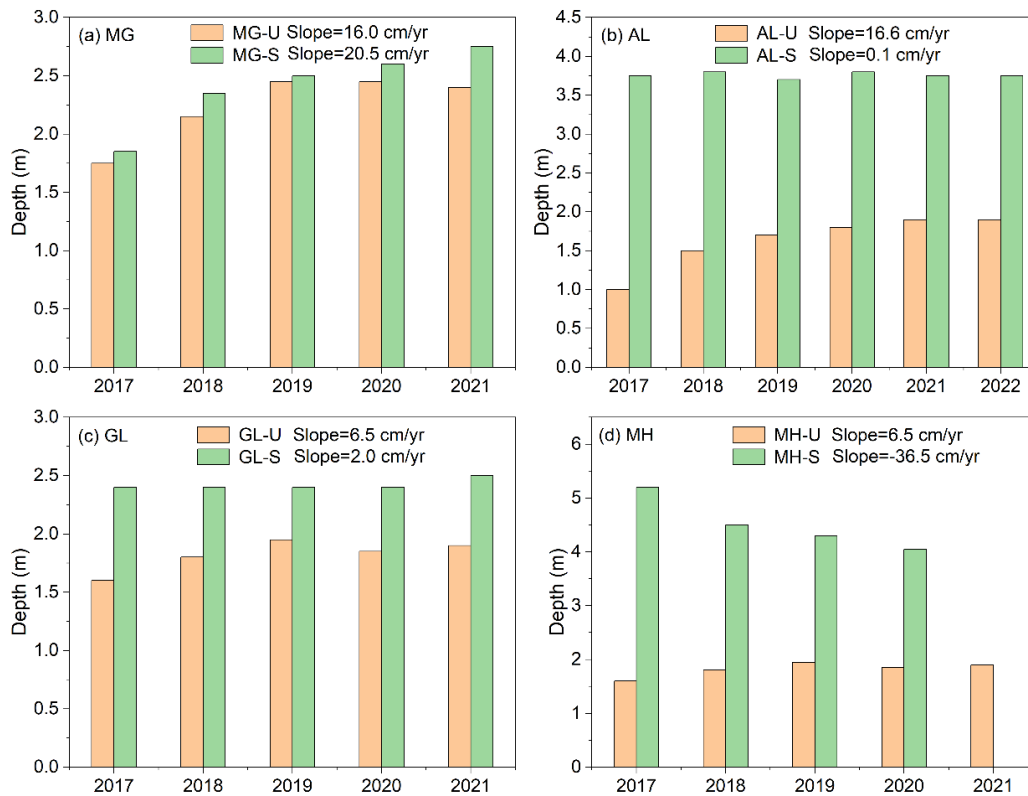 (a) MG
MG-U Slope=16.0 cm/yr
MG-S Slope=20.5 cm/yr
Depth (m)
3.0
2.5
2.0
1.5
1.0
0.5
0.0
2017 2018 2019 2020 2021
(b) AL
AL-U Slope=16.6 cm/yr
AL-S Slope=0.1 cm/yr
Depth (m)
4.5
4.0
3.5
3.0
2.5
2.0
1.5
1.0
0.5
0.0
2017 2018 2019 2020 2021 2022
(c) GL
GL-U Slope=6.5 cm/yr
GL-S Slope=2.0 cm/yr
Depth (m)
3.0
2.5
2.0
1.5
1.0
0.5
0.0
2017 2018 2019 2020 2021
(d) MH
MH-U Slope=6.5 cm/yr
MH-S Slope=-36.5 cm/yr
Depth (m)
6
5
4
3
2
1
0
2017 2018 2019 2020 2021